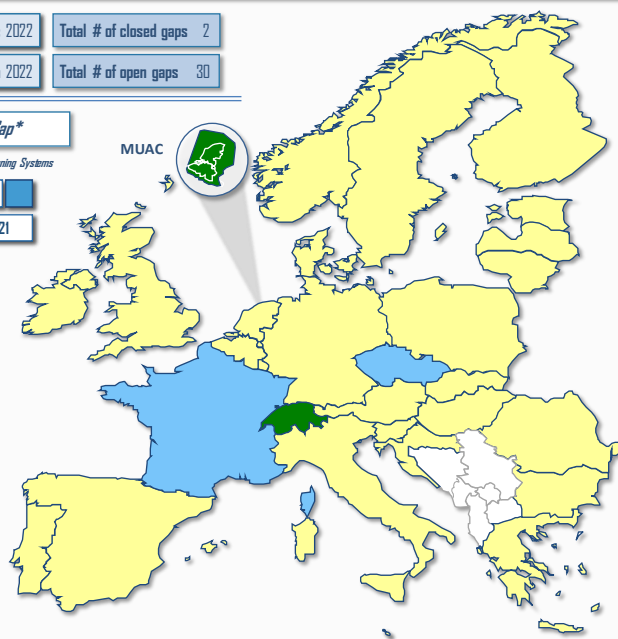 2022
Total # of closed gaps 2
2022
Total # of open gaps 30
ap*
ning Systems
21
MUAC